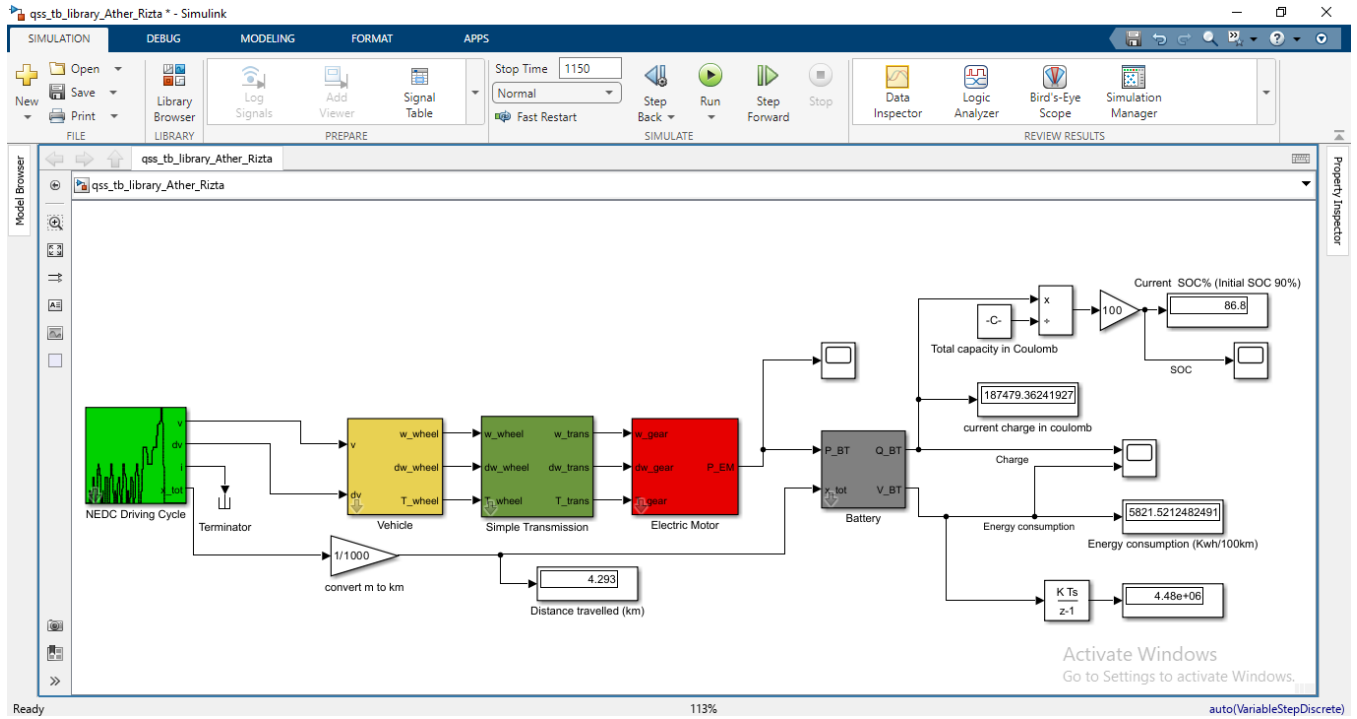 qss_tb_library_Ather_Rizta * - Simulink
SIMULATION DEBUG MODELING FORMAT APPS
New
Open
Save
Print
FILE
Library Browser
LIBRARY
Log Signals
Add Viewer
Signal Table
PREPARE
Stop Time 1150
Normal
Fast Restart
Step Back
Run
Step Forward
Stop
SIMULATE
Data Inspector
Logic Analyzer
Bird's-Eye Scope
Simulation Manager
REVIEW RESULTS
Model Browser
Property Inspector
qss_tb_library_Ather_Rizta
qss_tb_library_Ather_Rizta
v
dv
i
x_tot
NEDC Driving Cycle
Terminator
v
dv
w_wheel
dw_wheel
T_wheel
Vehicle
w_wheel
dw_wheel
T_wheel
w_trans
dw_trans
T_trans
Simple Transmission
w_gear
dw_gear
T_gear
P_EM
Electric Motor
P_BT
x_tot
Q_BT
V_BT
Battery
1/1000
convert m to km
4.293
Distance travelled (km)
-C-
Total capacity in Coulomb
x
÷
100
Current SOC% (Initial SOC 90%)
86.8
SOC
187479.36241927
current charge in coulomb
Charge
Energy consumption
5821.5212482491
Energy consumption (Kwh/100km)
K Ts
z-1
4.48e+06
Activate Windows
Go to Settings to activate Windows.
Ready
113%
auto(VariableStepDiscrete)